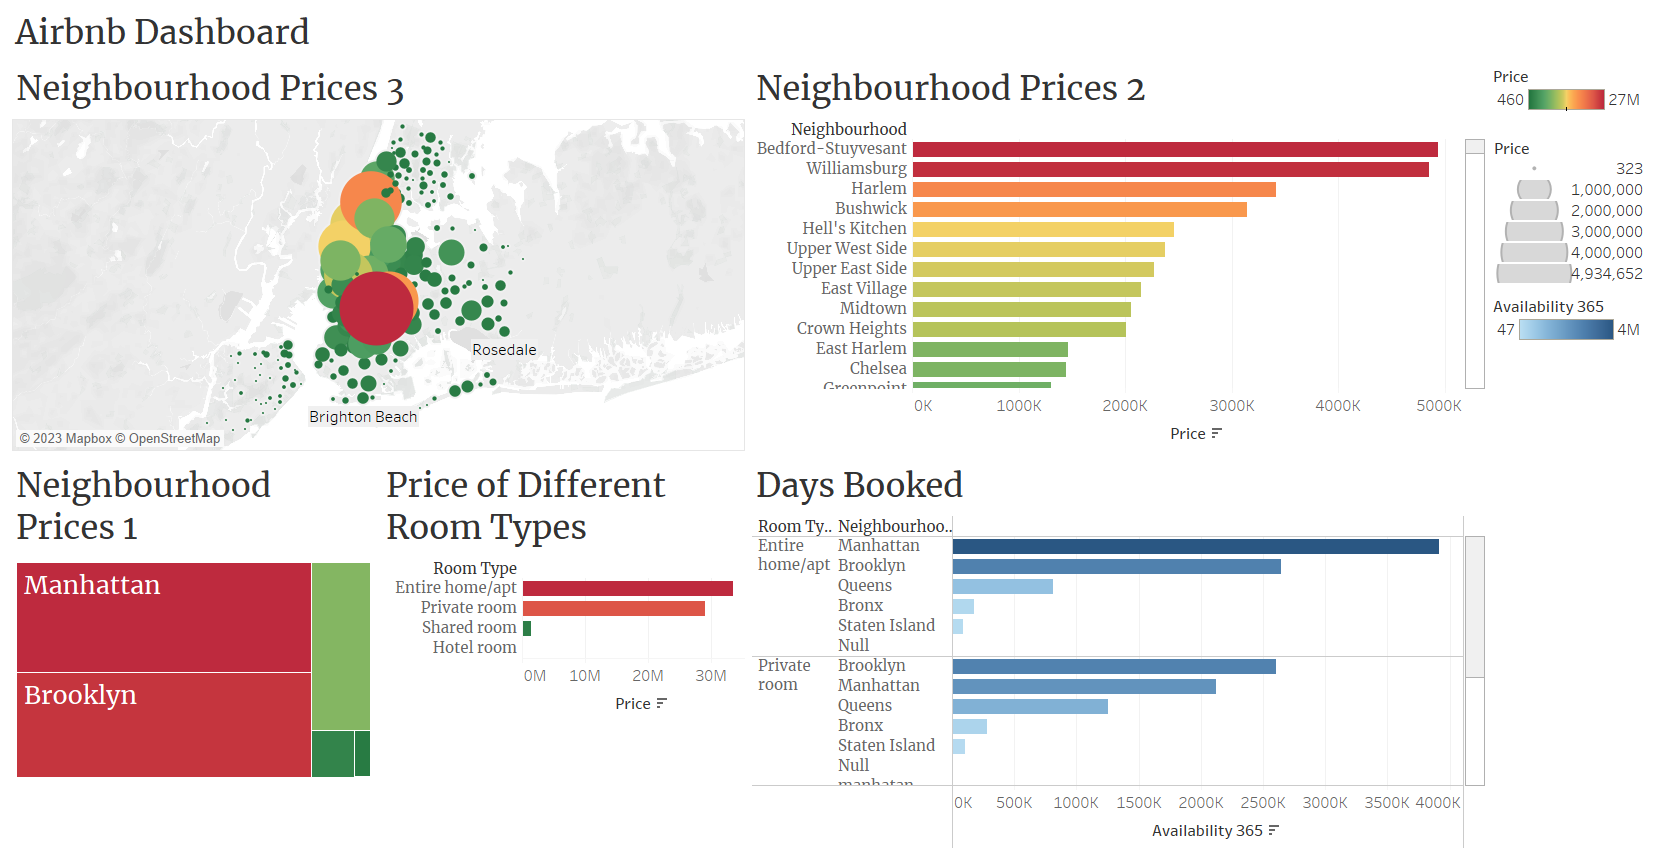 Airbnb Dashboard
Neighbourhood Prices 3
Rosedale
Brighton Beach
© 2023 Mapbox © OpenStreetMap
Neighbourhood Prices 2
Neighbourhood
Bedford-Stuyvesant
Williamsburg
Harlem
Bushwick
Hell's Kitchen
Upper West Side
Upper East Side
East Village
Midtown
Crown Heights
East Harlem
Chelsea
Greenpoint
0K 1000K 2000K 3000K 4000K 5000K
Price
Price
460 27M
Price
323
1,000,000
2,000,000
3,000,000
4,000,000
4,934,652
Availability 365
47 4M
Neighbourhood
Prices 1
Manhattan
Brooklyn
Price of Different
Room Types
Room Type
Entire home/apt
Private room
Shared room
Hotel room
0M 10M 20M 30M
Price
Days Booked
Room Ty.. Neighbourhoo..
Entire Manhattan
home/apt Brooklyn
Queens
Bronx
Staten Island
Null
Private Brooklyn
room Manhattan
Queens
Bronx
Staten Island
Null
manhatan
0K 500K 1000K 1500K 2000K 2500K 3000K 3500K 4000K
Availability 365